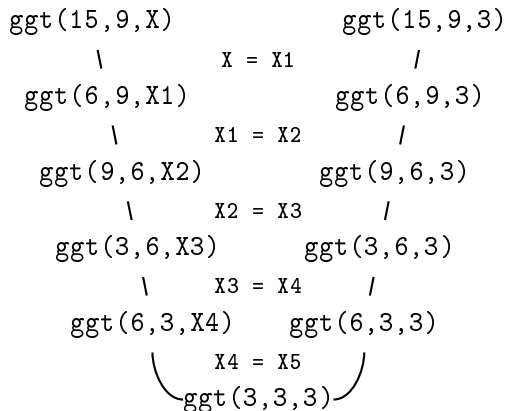 ggt(15,9,X) ggt(15,9,3)
X = X1
ggt(6,9,X1) ggt(6,9,3)
X1 = X2
ggt(9,6,X2) ggt(9,6,3)
X2 = X3
ggt(3,6,X3) ggt(3,6,3)
X3 = X4
ggt(6,3,X4) ggt(6,3,3)
X4 = X5
ggt(3,3,3)